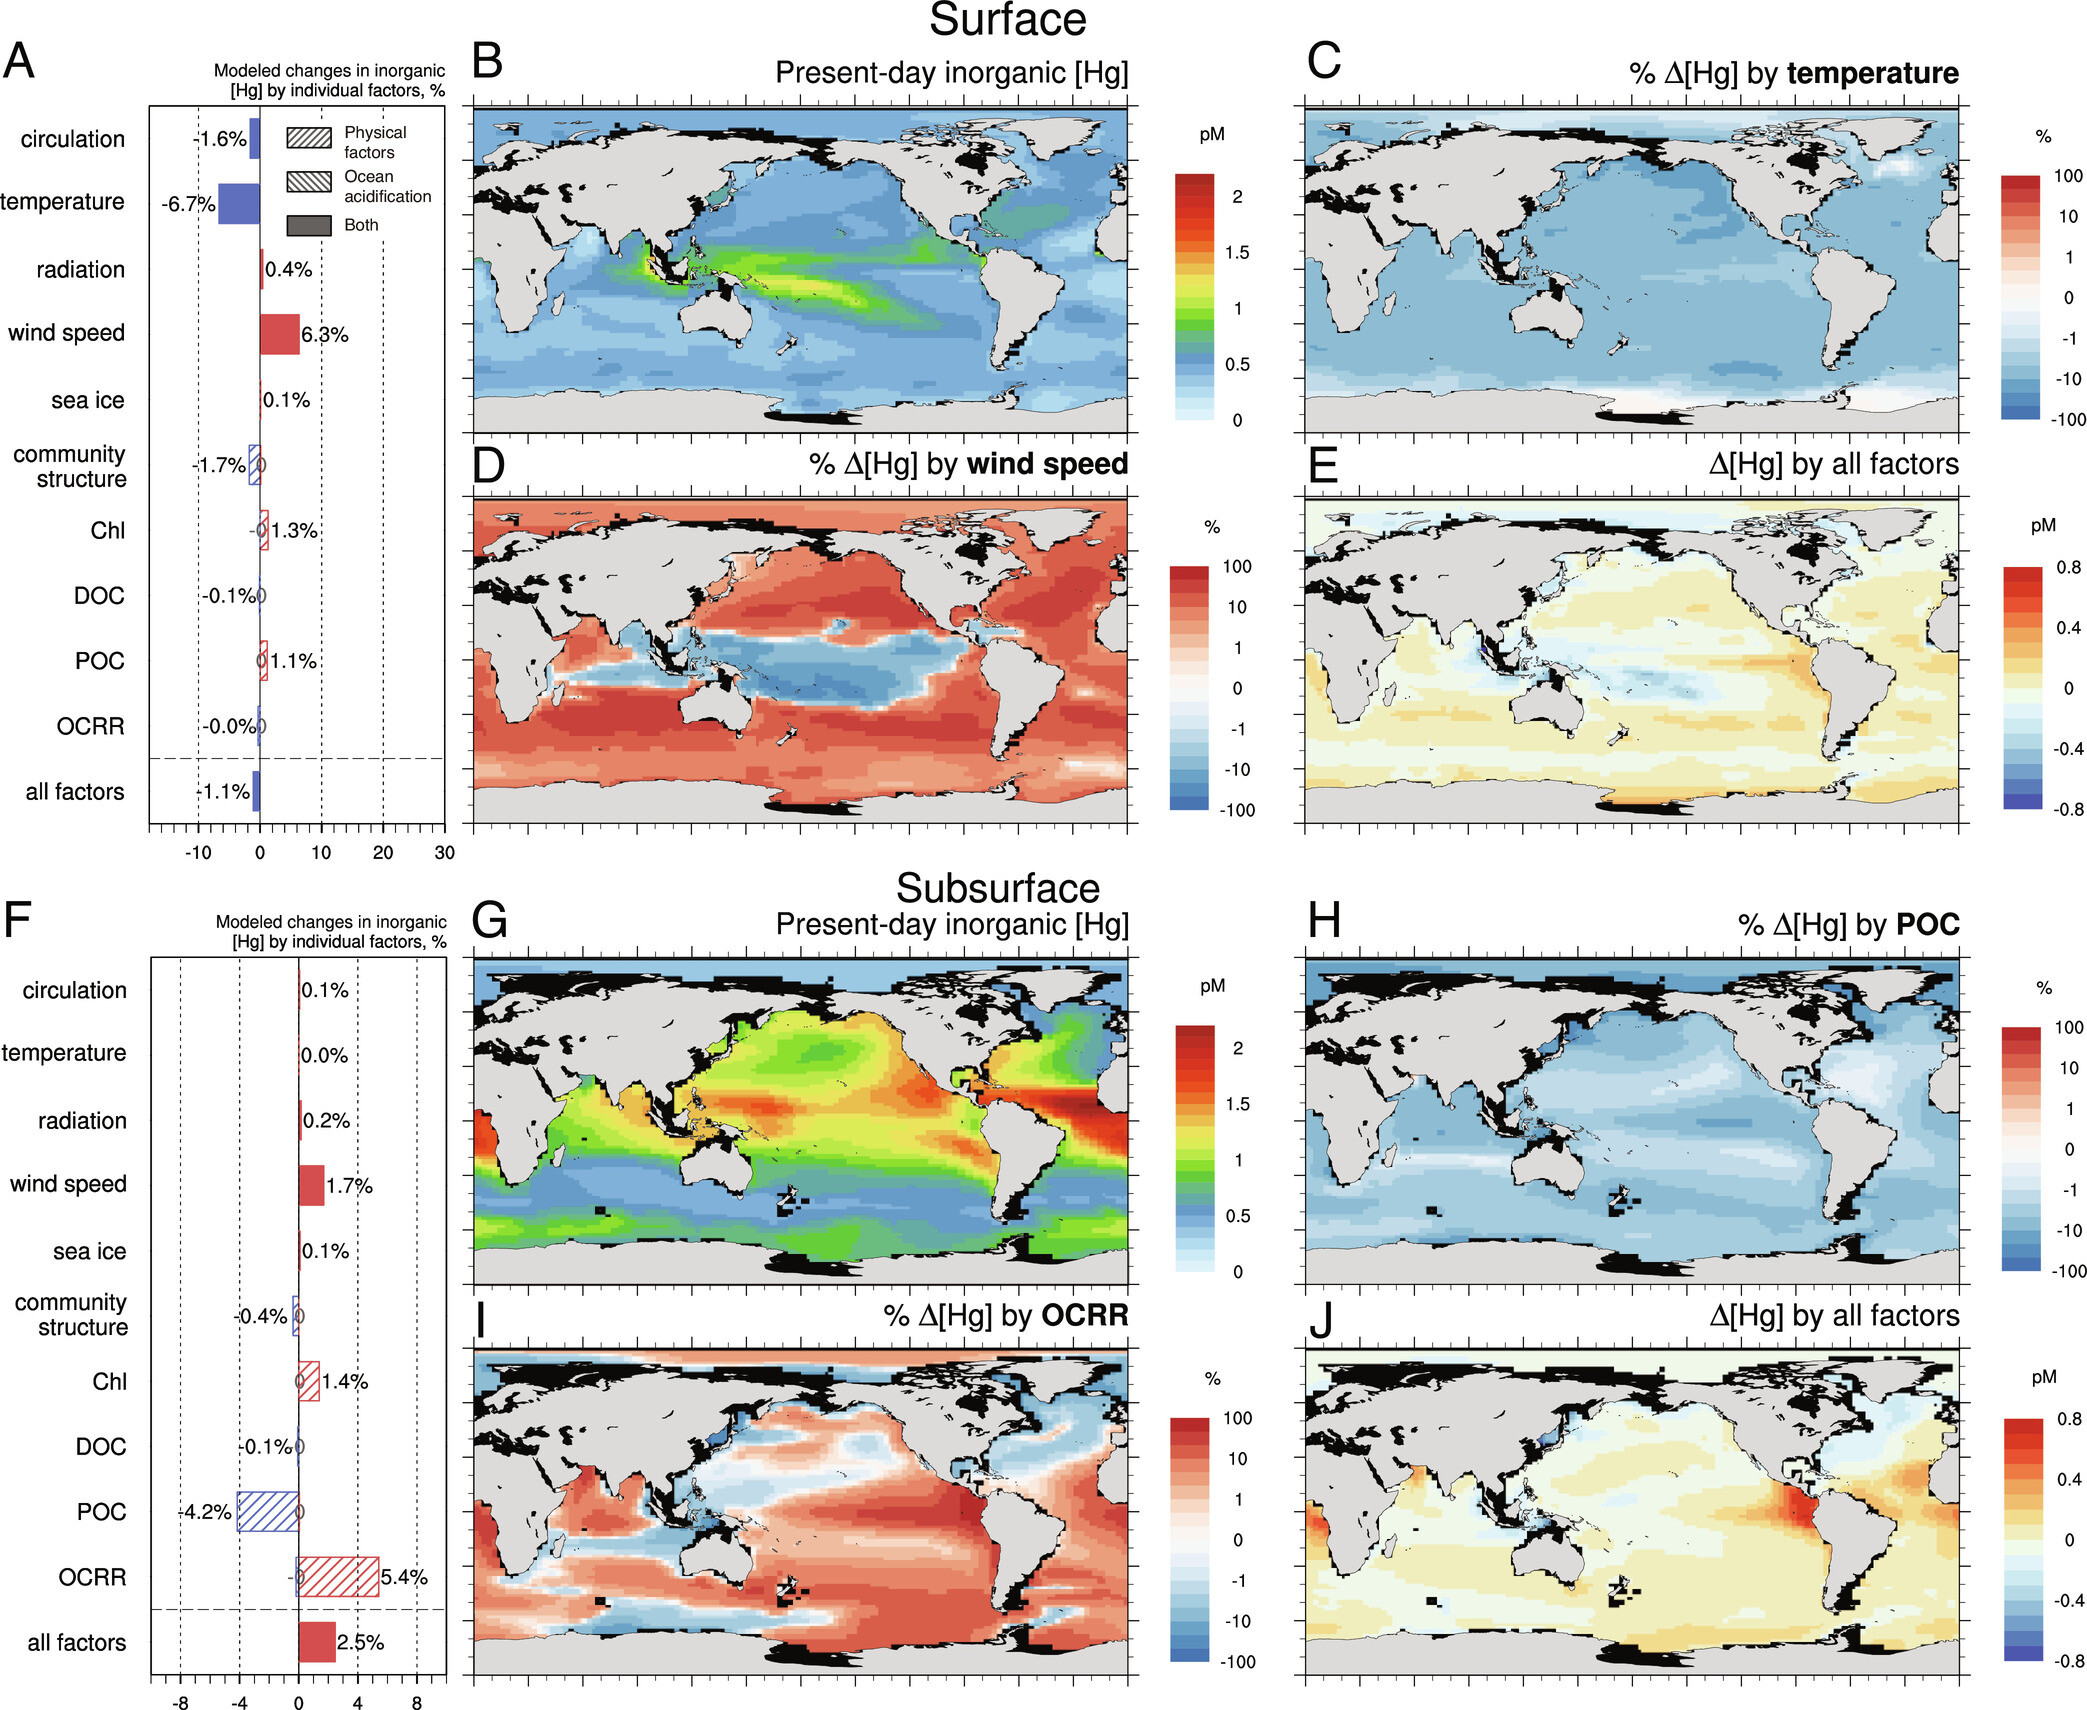 Surface
A
Modeled changes in inorganic
[Hg] by individual factors, %
circulation
-1.6%
temperature
-6.7%
radiation
0.4%
wind speed
6.3%
sea ice
0.1%
community
structure
-1.7%
0
Chl
-0
1.3%
DOC
-0.1%
0
POC
0
1.1%
OCRR
-0.0%
0
all factors
-1.1%
Physical
factors
Ocean
acidification
Both
-10
0
10
20
30
B
Present-day inorganic [Hg]
pM
2
1.5
1
0.5
0
C
% Δ[Hg] by temperature
%
100
10
1
0
-1
-10
-100
D
% Δ[Hg] by wind speed
%
100
10
1
0
-1
-10
-100
E
Δ[Hg] by all factors
pM
0.8
0.4
0
-0.4
-0.8
Subsurface
F
Modeled changes in inorganic
[Hg] by individual factors, %
circulation
0.1%
temperature
0.0%
radiation
0.2%
wind speed
1.7%
sea ice
0.1%
community
structure
-0.4%
0
Chl
0
1.4%
DOC
-0.1%
0
POC
-4.2%
0
OCRR
-0
5.4%
all factors
2.5%
-8
-4
0
4
8
G
Present-day inorganic [Hg]
pM
2
1.5
1
0.5
0
H
% Δ[Hg] by POC
%
100
10
1
0
-1
-10
-100
I
% Δ[Hg] by OCRR
%
100
10
1
0
-1
-10
-100
J
Δ[Hg] by all factors
pM
0.8
0.4
0
-0.4
-0.8